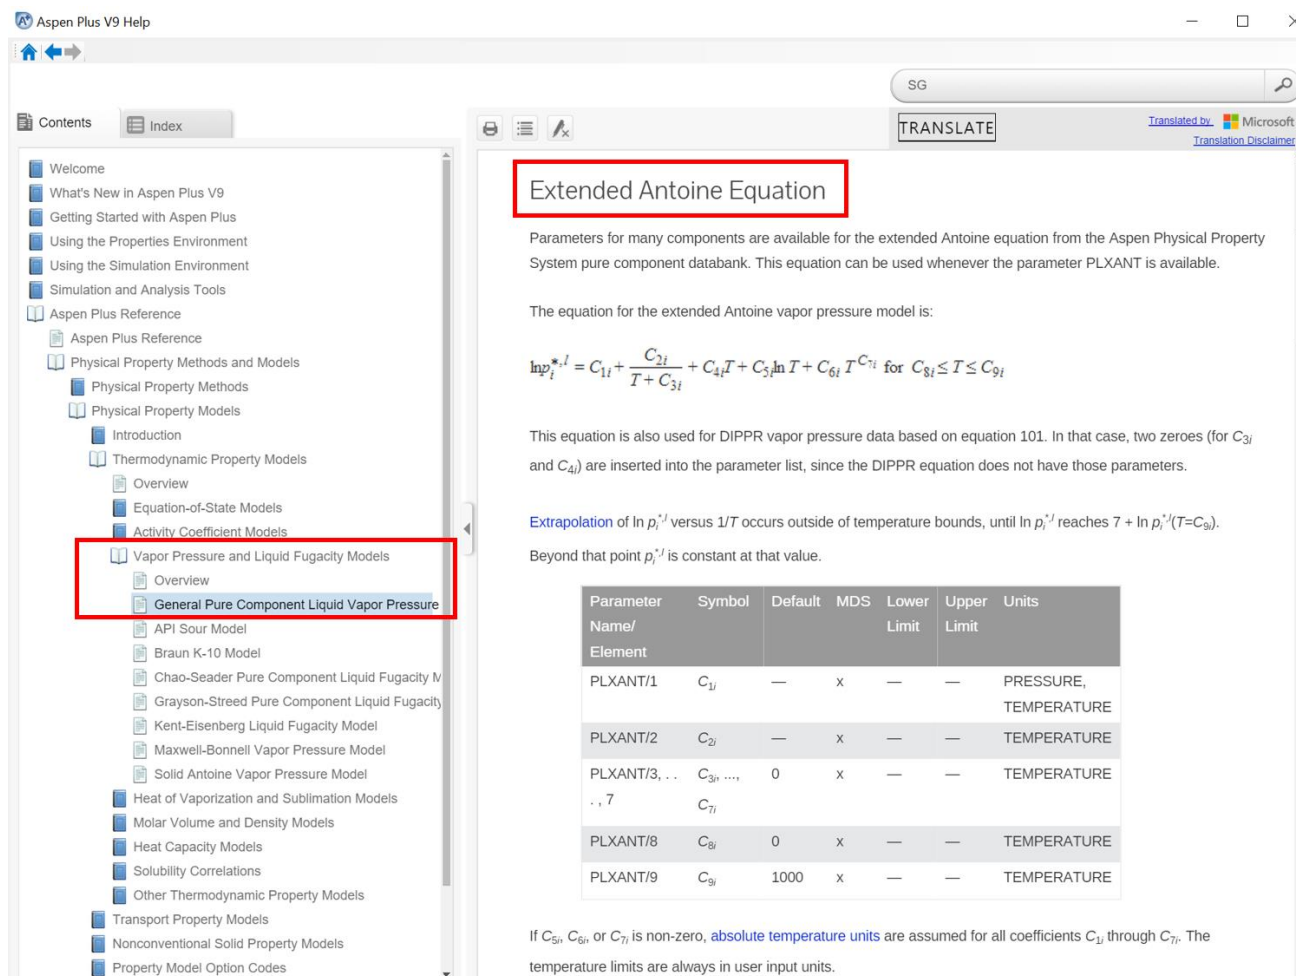 Aspen Plus V9 Help
SG
Contents
Index
TRANSLATE
Translated by Microsoft
Translation Disclaimer
Welcome
What's New in Aspen Plus V9
Getting Started with Aspen Plus
Using the Properties Environment
Using the Simulation Environment
Simulation and Analysis Tools
Aspen Plus Reference
Aspen Plus Reference
Physical Property Methods and Models
Physical Property Methods
Physical Property Models
Introduction
Thermodynamic Property Models
Overview
Equation-of-State Models
Activity Coefficient Models
Vapor Pressure and Liquid Fugacity Models
Overview
General Pure Component Liquid Vapor Pressure
API Sour Model
Braun K-10 Model
Chao-Seader Pure Component Liquid Fugacity M
Grayson-Streed Pure Component Liquid Fugacity
Kent-Eisenberg Liquid Fugacity Model
Maxwell-Bonnell Vapor Pressure Model
Solid Antoine Vapor Pressure Model
Heat of Vaporization and Sublimation Models
Molar Volume and Density Models
Heat Capacity Models
Solubility Correlations
Other Thermodynamic Property Models
Transport Property Models
Nonconventional Solid Property Models
Property Model Option Codes
Extended Antoine Equation
Parameters for many components are available for the extended Antoine equation from the Aspen Physical Property
System pure component databank. This equation can be used whenever the parameter PLXANT is available.
The equation for the extended Antoine vapor pressure model is:
ln p_i^{*,l} = C_{1i} + C_{2i}/(T + C_{3i}) + C_{4i}T + C_{5i} ln T + C_{6i} T^{C_{7i}} for C_{8i} ≤ T ≤ C_{9i}
This equation is also used for DIPPR vapor pressure data based on equation 101. In that case, two zeroes (for C_{3i}
and C_{4i}) are inserted into the parameter list, since the DIPPR equation does not have those parameters.
Extrapolation of ln p_i^{*,l} versus 1/T occurs outside of temperature bounds, until ln p_i^{*,l} reaches 7 + ln p_i^{*,l}(T=C_{9i}).
Beyond that point p_i^{*,l} is constant at that value.
Parameter Name/ Element Symbol Default MDS Lower Limit Upper Limit Units
PLXANT/1 C_{1i} — x — — PRESSURE, TEMPERATURE
PLXANT/2 C_{2i} — x — — TEMPERATURE
PLXANT/3, . . . , 7 C_{3i}, ..., C_{7i} 0 x — — TEMPERATURE
PLXANT/8 C_{8i} 0 x — — TEMPERATURE
PLXANT/9 C_{9i} 1000 x — — TEMPERATURE
If C_{5i}, C_{6i}, or C_{7i} is non-zero, absolute temperature units are assumed for all coefficients C_{1i} through C_{7i}. The
temperature limits are always in user input units.